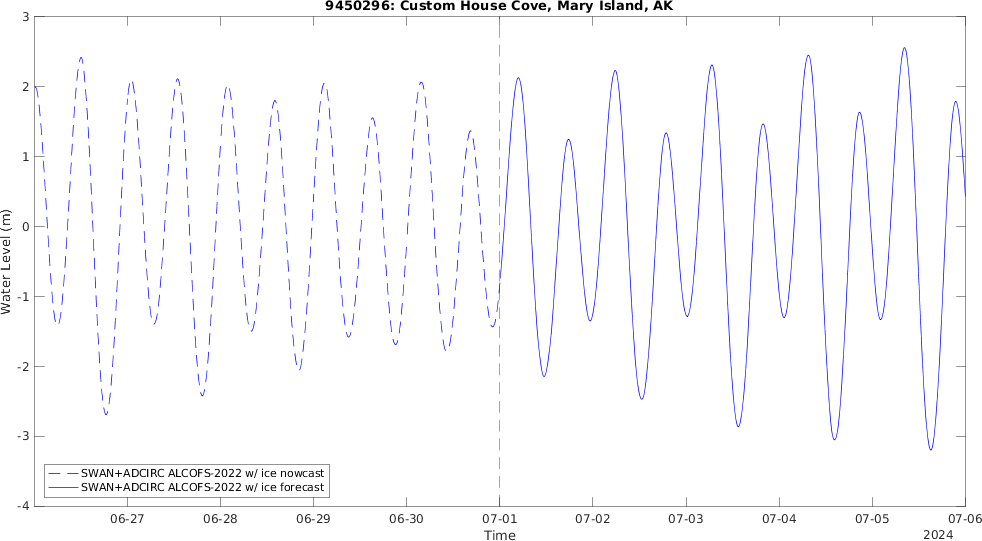 9450296: Custom House Cove, Mary Island, AK
3
2
1
0
-1
-2
-3
-4
Water Level (m)
SWAN+ADCIRC ALCOFS-2022 w/ ice nowcast
SWAN+ADCIRC ALCOFS-2022 w/ ice forecast
06-27 06-28 06-29 06-30 07-01 07-02 07-03 07-04 07-05 07-06
Time
2024